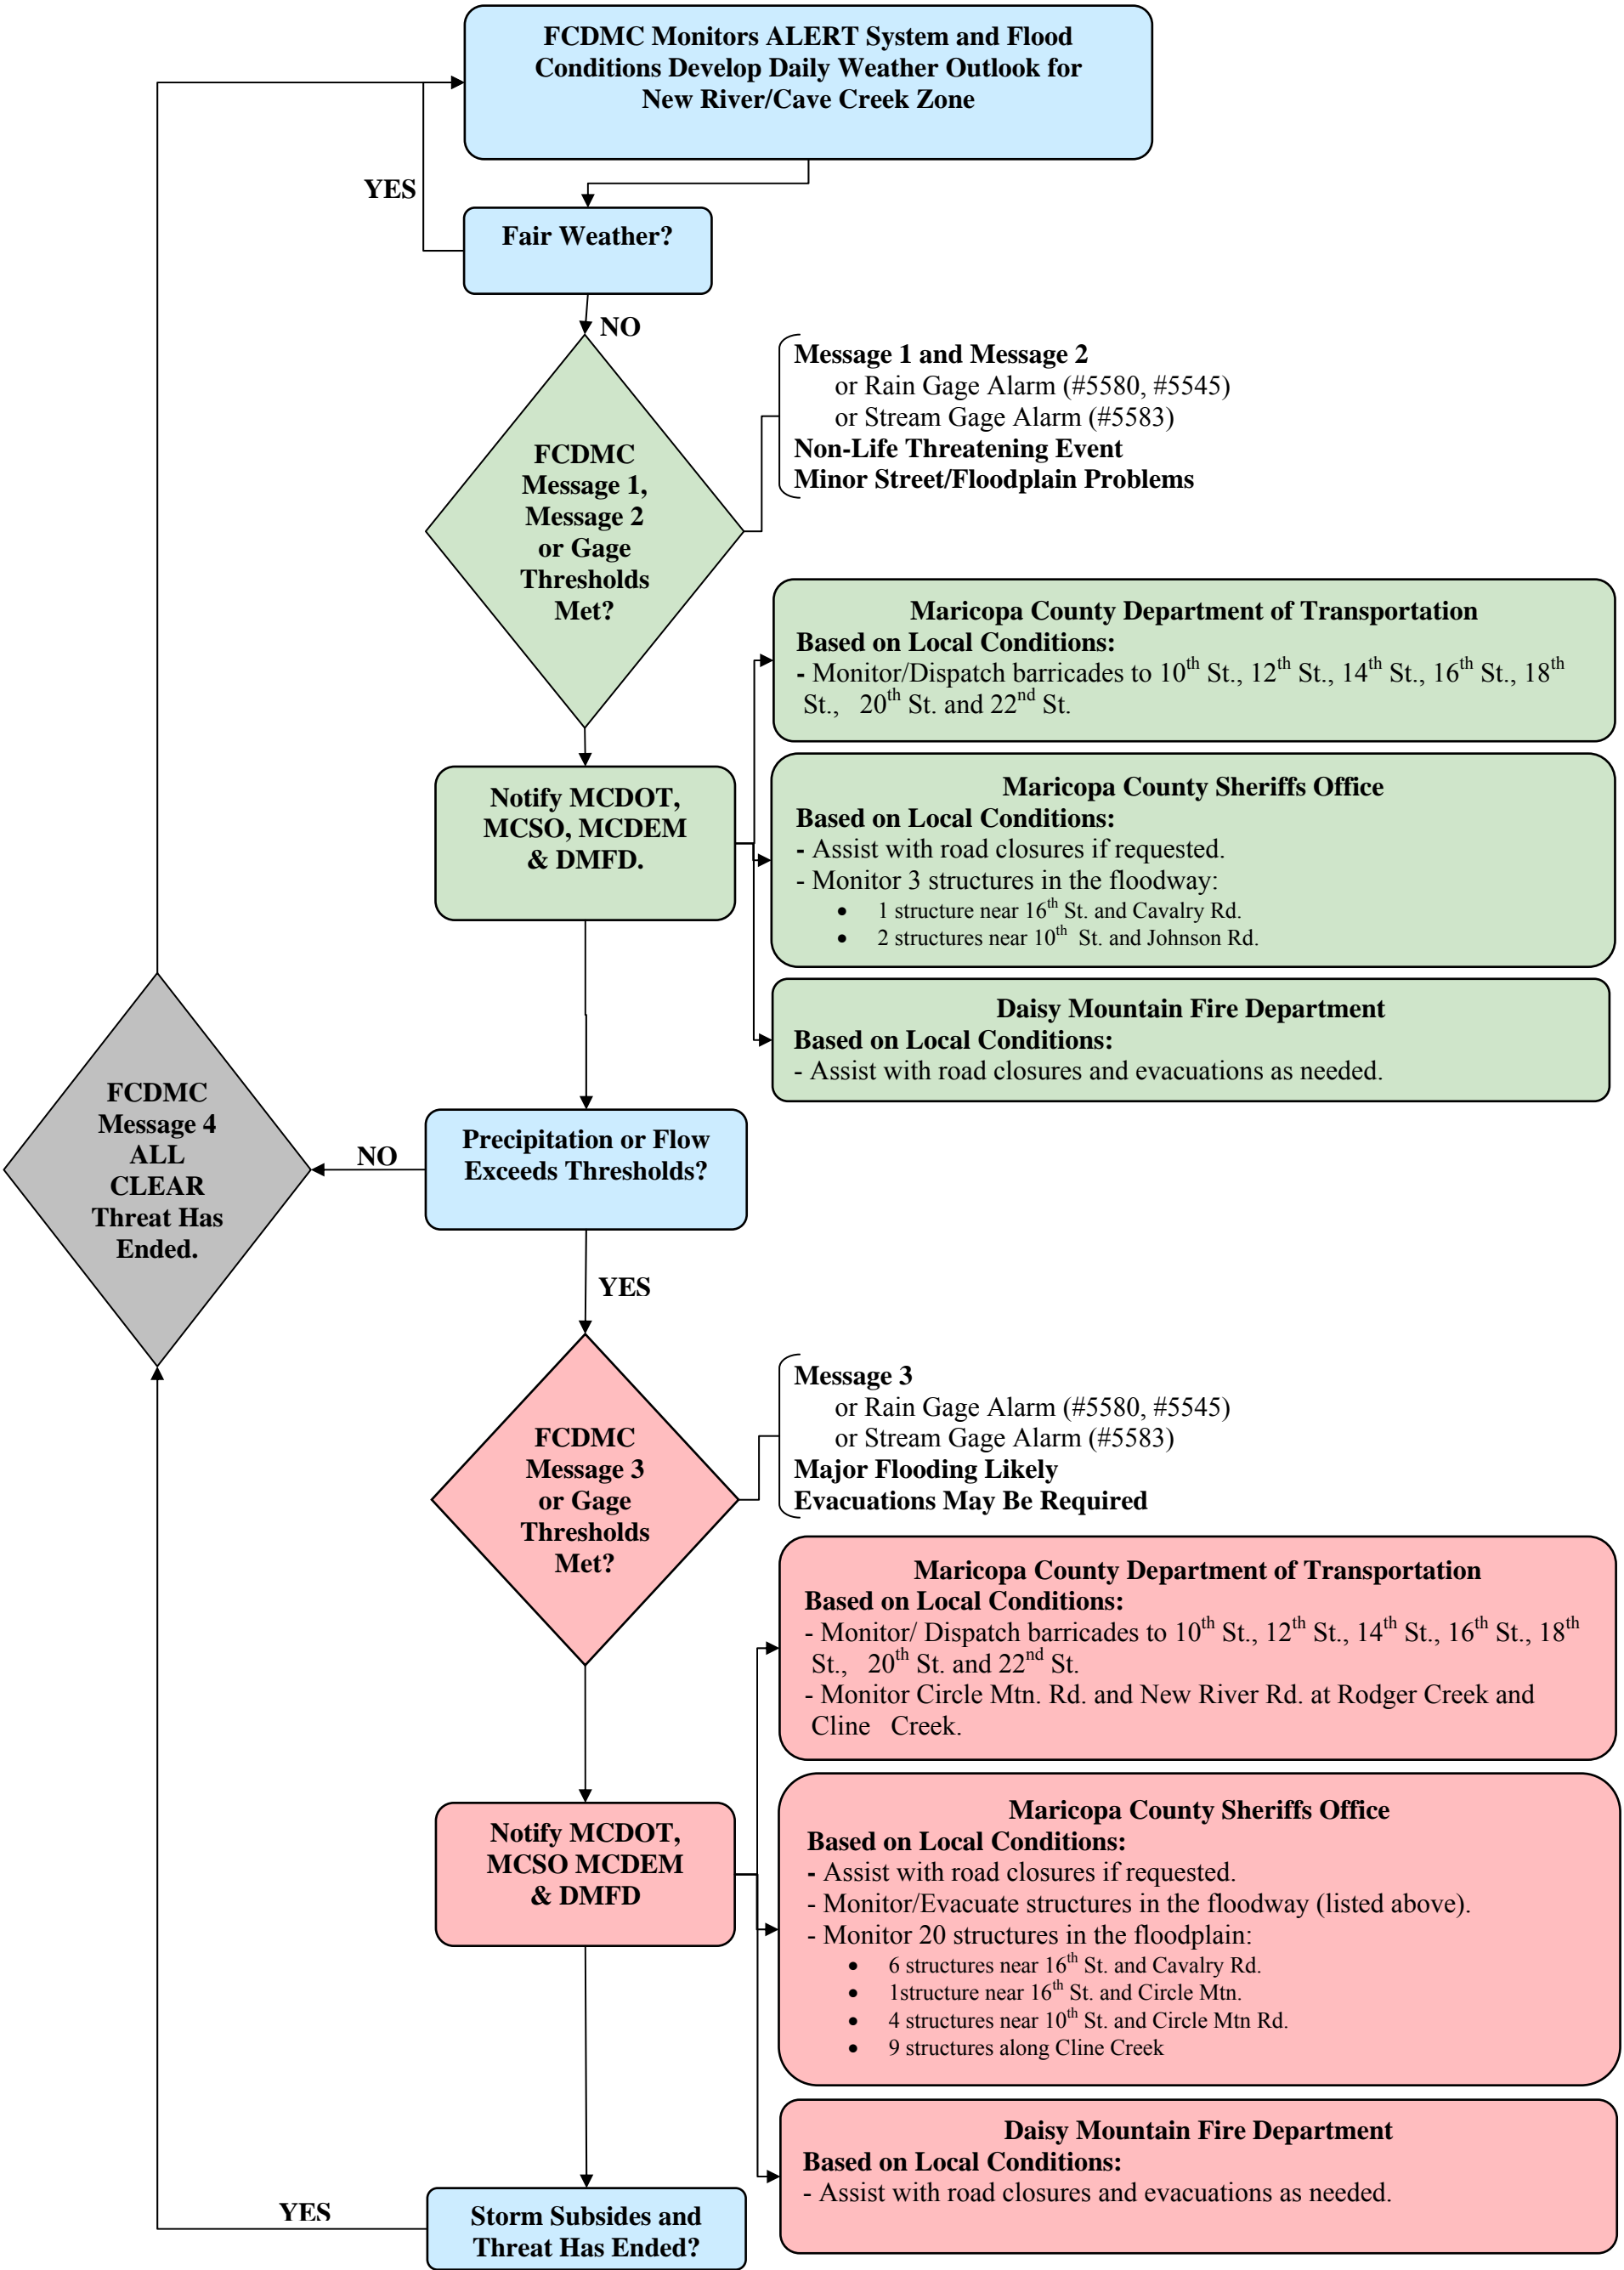 FCDMC Monitors ALERT System and Flood
Conditions Develop Daily Weather Outlook for
New River/Cave Creek Zone
YES
Fair Weather?
NO
Message 1 and Message 2
or Rain Gage Alarm (#5580, #5545)
or Stream Gage Alarm (#5583)
Non-Life Threatening Event
Minor Street/Floodplain Problems
FCDMC
Message 1,
Message 2
or Gage
Thresholds
Met?
Maricopa County Department of Transportation
Based on Local Conditions:
- Monitor/Dispatch barricades to 10th St., 12th St., 14th St., 16th St., 18th
St., 20th St. and 22nd St.
Notify MCDOT,
MCSO, MCDEM
& DMFD.
Maricopa County Sheriffs Office
Based on Local Conditions:
- Assist with road closures if requested.
- Monitor 3 structures in the floodway:
• 1 structure near 16th St. and Cavalry Rd.
• 2 structures near 10th St. and Johnson Rd.
Daisy Mountain Fire Department
Based on Local Conditions:
- Assist with road closures and evacuations as needed.
FCDMC
Message 4
ALL
CLEAR
Threat Has
Ended.
NO
Precipitation or Flow
Exceeds Thresholds?
YES
Message 3
or Rain Gage Alarm (#5580, #5545)
or Stream Gage Alarm (#5583)
Major Flooding Likely
Evacuations May Be Required
FCDMC
Message 3
or Gage
Thresholds
Met?
Maricopa County Department of Transportation
Based on Local Conditions:
- Monitor/ Dispatch barricades to 10th St., 12th St., 14th St., 16th St., 18th
St., 20th St. and 22nd St.
- Monitor Circle Mtn. Rd. and New River Rd. at Rodger Creek and
Cline Creek.
Notify MCDOT,
MCSO MCDEM
& DMFD
Maricopa County Sheriffs Office
Based on Local Conditions:
- Assist with road closures if requested.
- Monitor/Evacuate structures in the floodway (listed above).
- Monitor 20 structures in the floodplain:
• 6 structures near 16th St. and Cavalry Rd.
• 1structure near 16th St. and Circle Mtn.
• 4 structures near 10th St. and Circle Mtn Rd.
• 9 structures along Cline Creek
Daisy Mountain Fire Department
Based on Local Conditions:
- Assist with road closures and evacuations as needed.
YES
Storm Subsides and
Threat Has Ended?